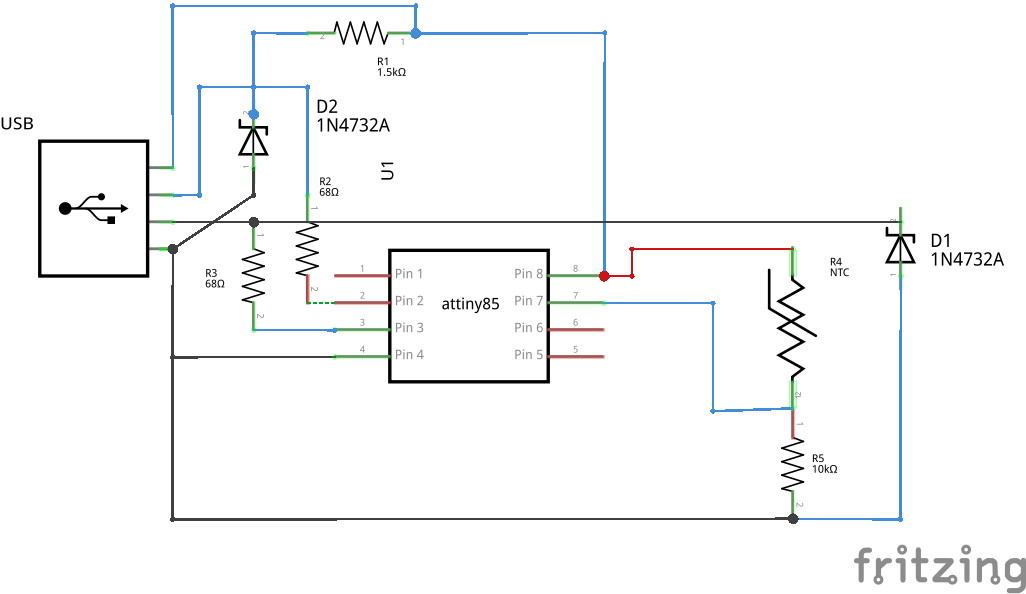 2
1
R1
1.5kΩ
USB
D2
1N4732A
2
1
U1
R2
68Ω
1
2
R3
68Ω
1
2
attiny85
1
Pin 1
2
Pin 2
3
Pin 3
4
Pin 4
Pin 8
8
Pin 7
7
Pin 6
6
Pin 5
5
R4
NTC
2
D1
1N4732A
2
1
R5
10kΩ
1
2
fritzing